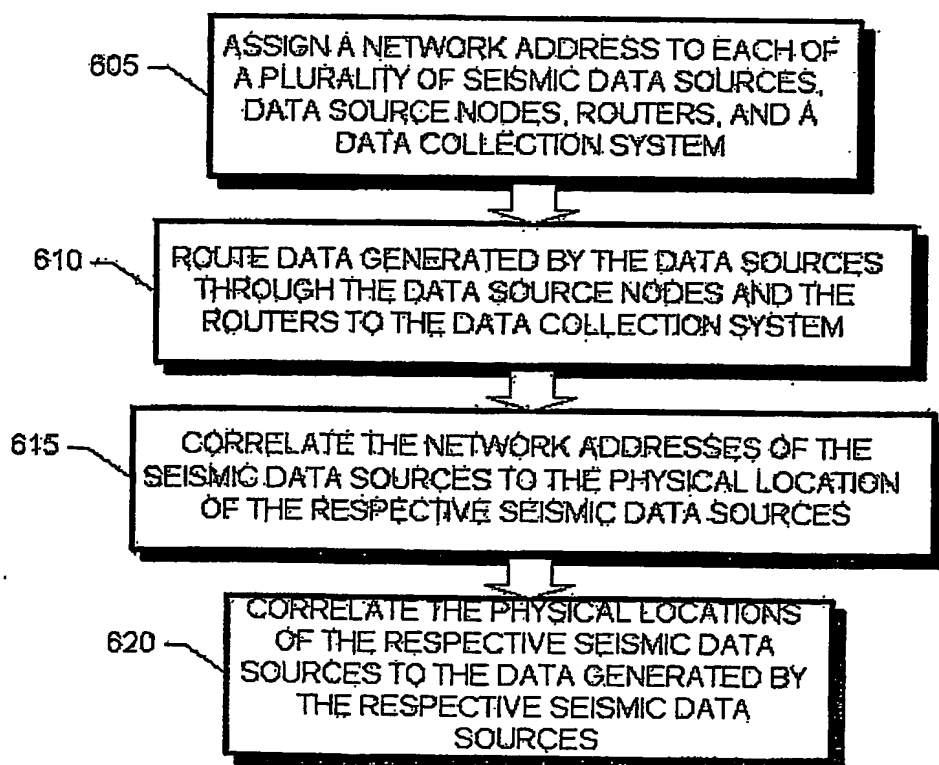 605
ASSIGN A NETWORK ADDRESS TO EACH OF
A PLURALITY OF SEISMIC DATA SOURCES,
DATA SOURCE NODES, ROUTERS, AND A
DATA COLLECTION SYSTEM
610
ROUTE DATA GENERATED BY THE DATA SOURCES
THROUGH THE DATA SOURCE NODES AND THE
ROUTERS TO THE DATA COLLECTION SYSTEM
615
CORRELATE THE NETWORK ADDRESSES OF THE
SEISMIC DATA SOURCES TO THE PHYSICAL LOCATION
OF THE RESPECTIVE SEISMIC DATA SOURCES
620
CORRELATE THE PHYSICAL LOCATIONS
OF THE RESPECTIVE SEISMIC DATA
SOURCES TO THE DATA GENERATED BY
THE RESPECTIVE SEISMIC DATA
SOURCES